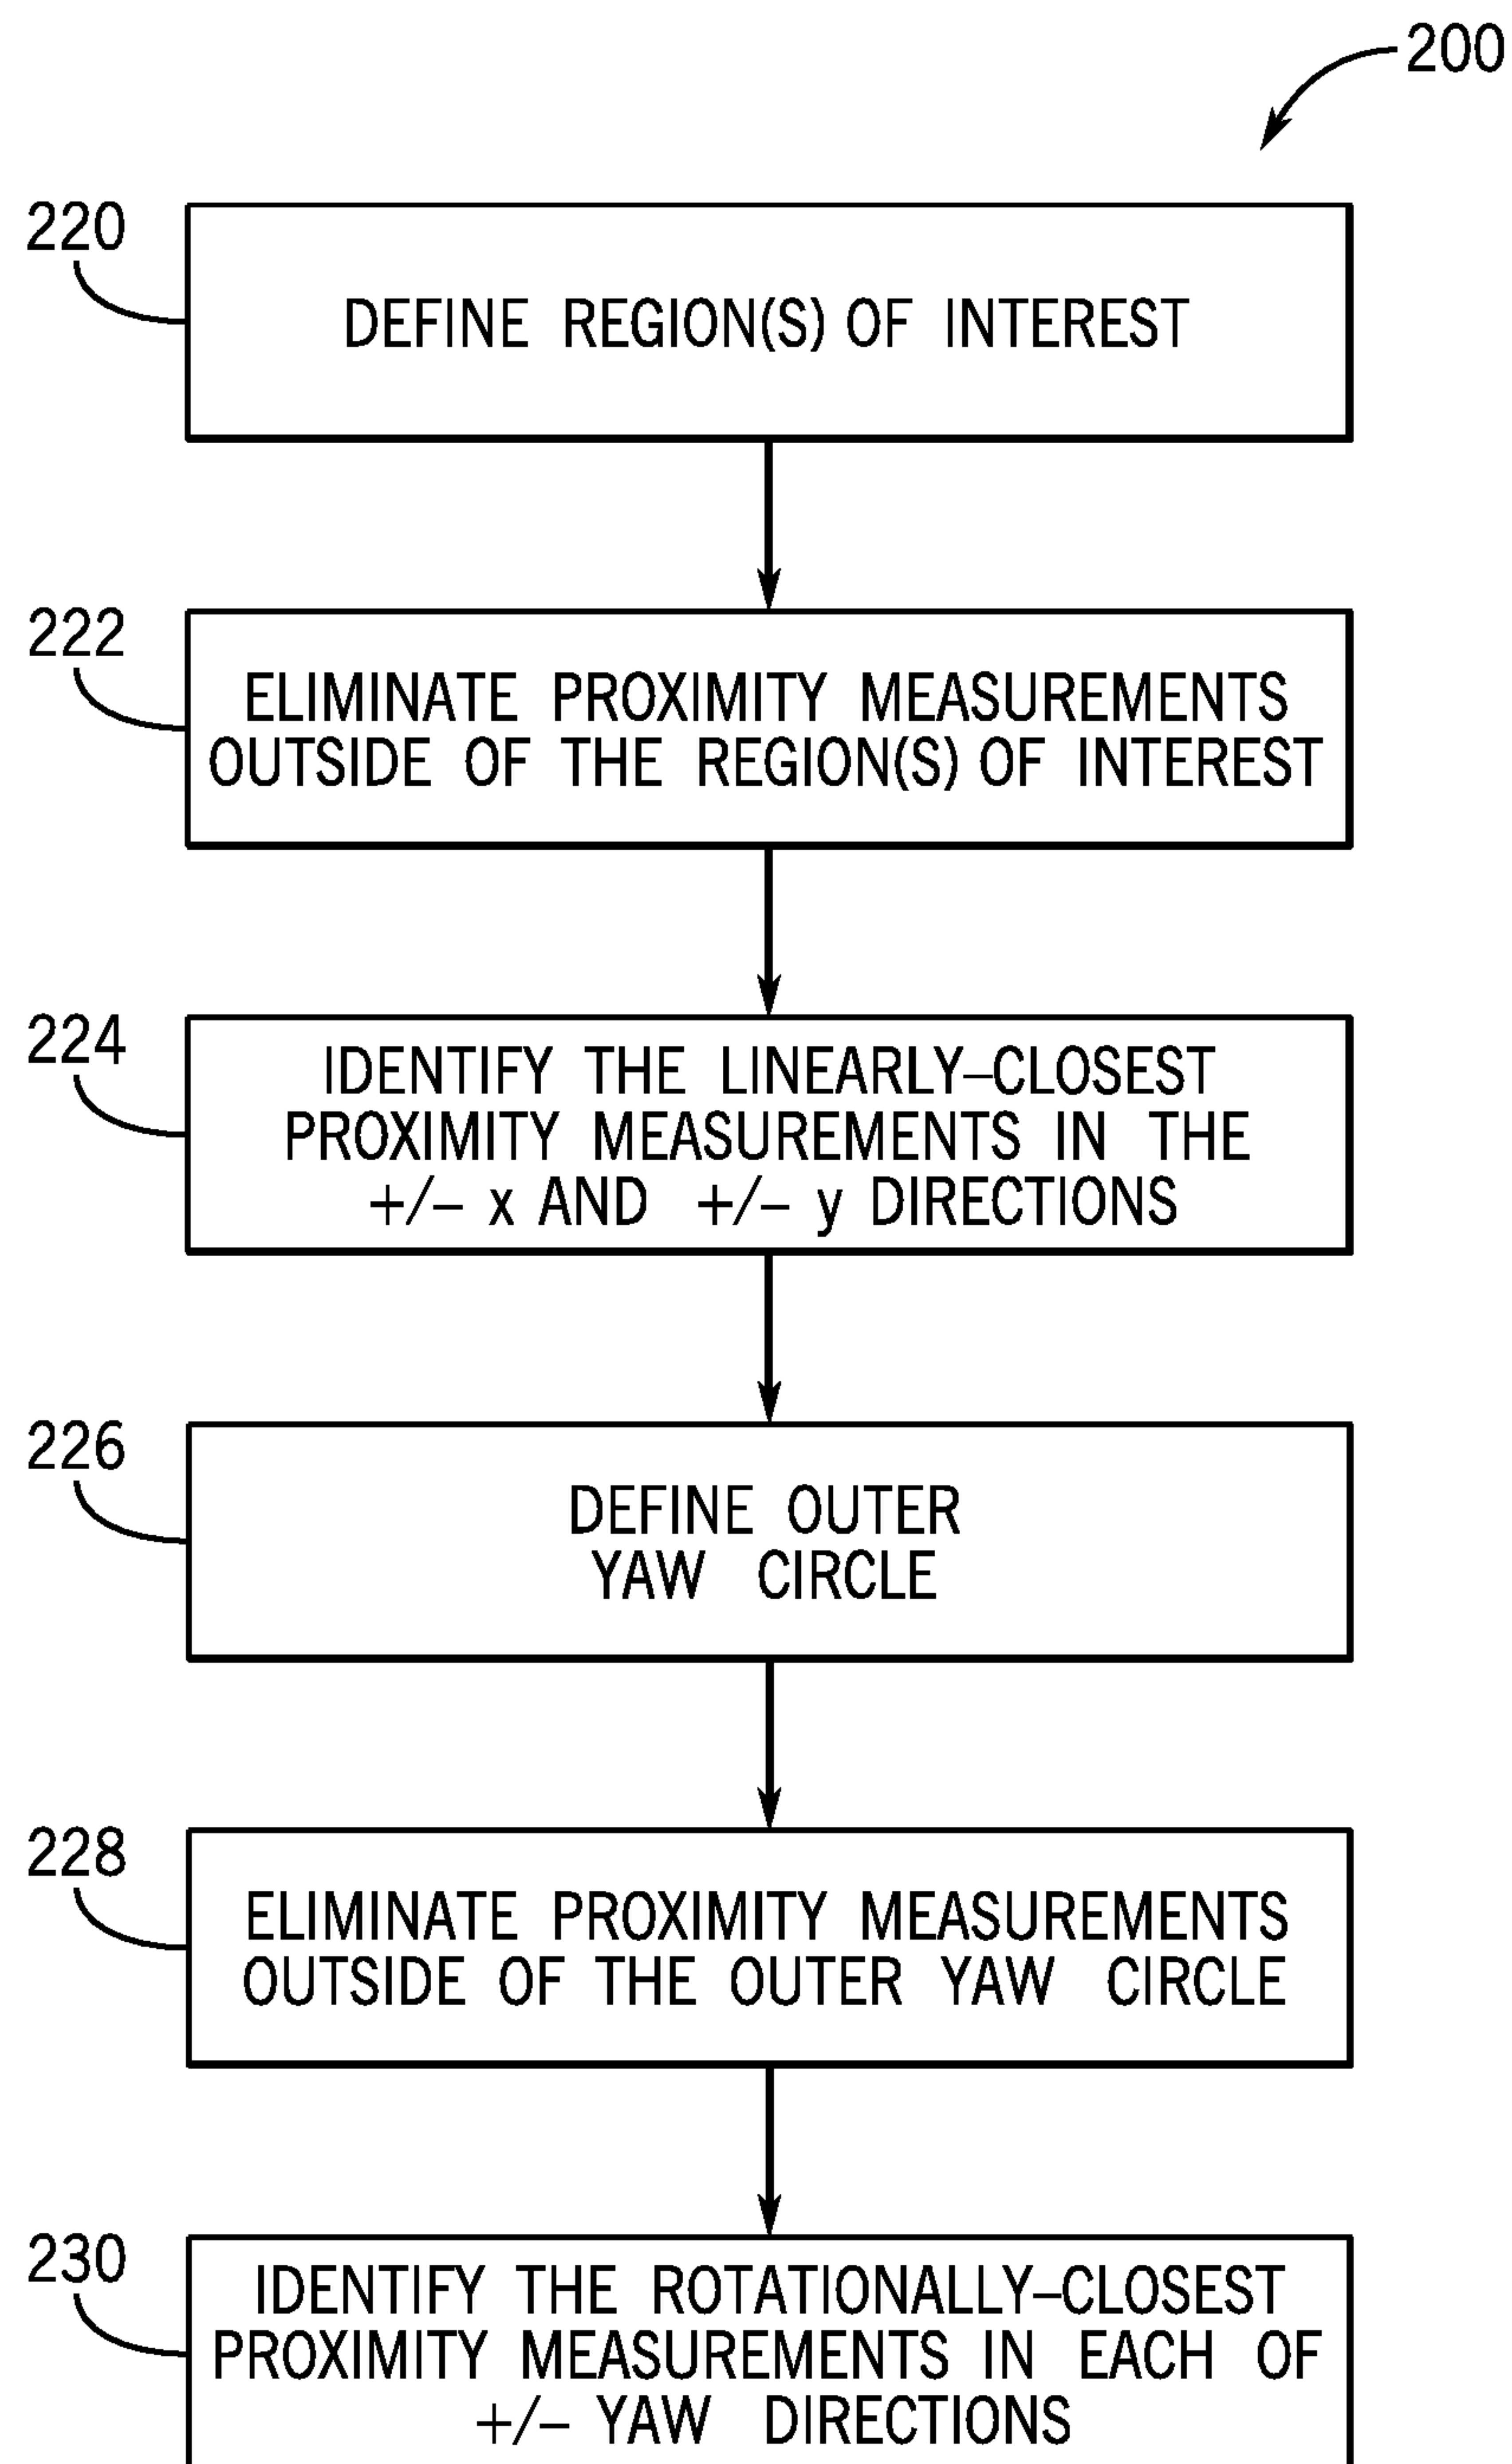 200
220
DEFINE REGION(S) OF INTEREST
222
ELIMINATE PROXIMITY MEASUREMENTS
OUTSIDE OF THE REGION(S) OF INTEREST
224
IDENTIFY THE LINEARLY-CLOSEST
PROXIMITY MEASUREMENTS IN THE
+/- x AND +/- y DIRECTIONS
226
DEFINE OUTER
YAW CIRCLE
228
ELIMINATE PROXIMITY MEASUREMENTS
OUTSIDE OF THE OUTER YAW CIRCLE
230
IDENTIFY THE ROTATIONALLY-CLOSEST
PROXIMITY MEASUREMENTS IN EACH OF
+/- YAW DIRECTIONS